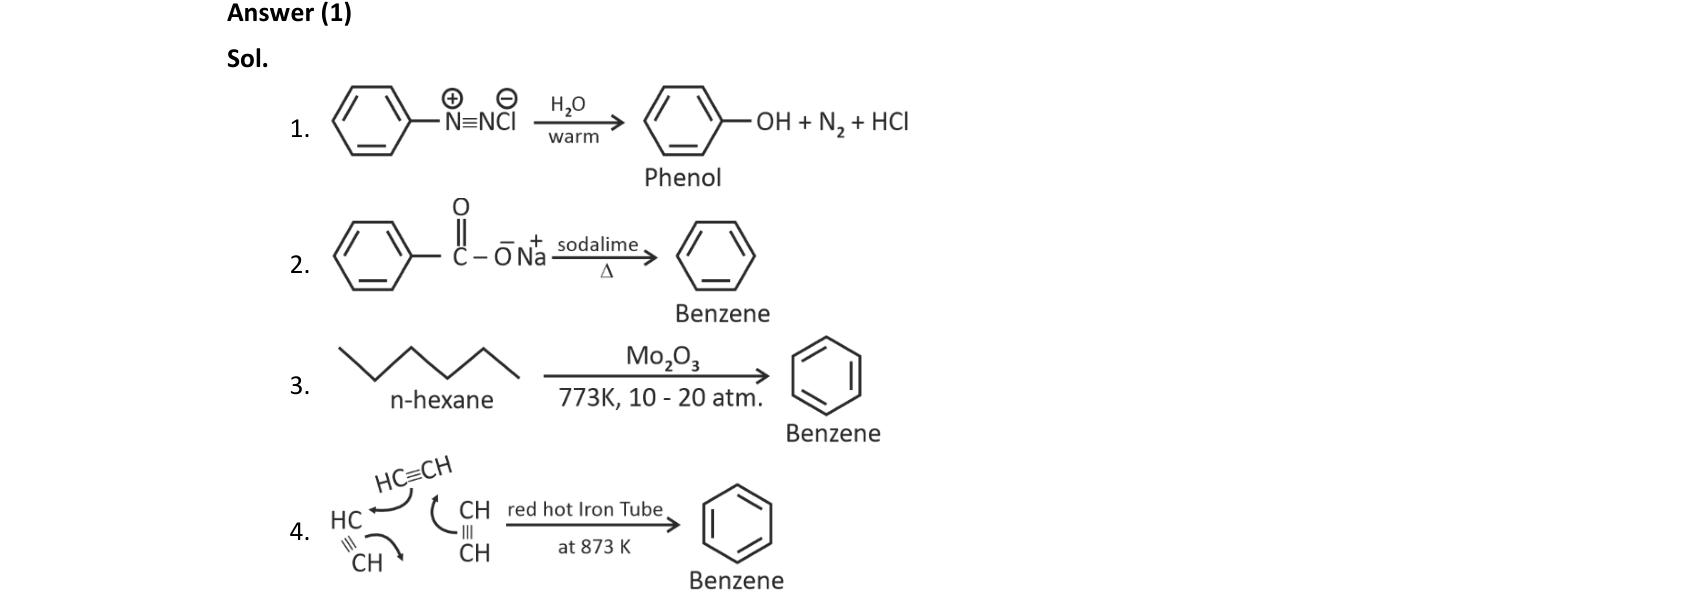 Answer (1)
Sol.
1. N≡NCl ⊕ ⊖ H₂O warm OH + N₂ + HCl
Phenol
2. O C – O⁻ Na⁺ sodalime Δ
Benzene
3. n-hexane Mo₂O₃ 773K, 10 - 20 atm.
Benzene
4. HC≡CH HC≡CH CH≡CH red hot Iron Tube at 873 K
Benzene